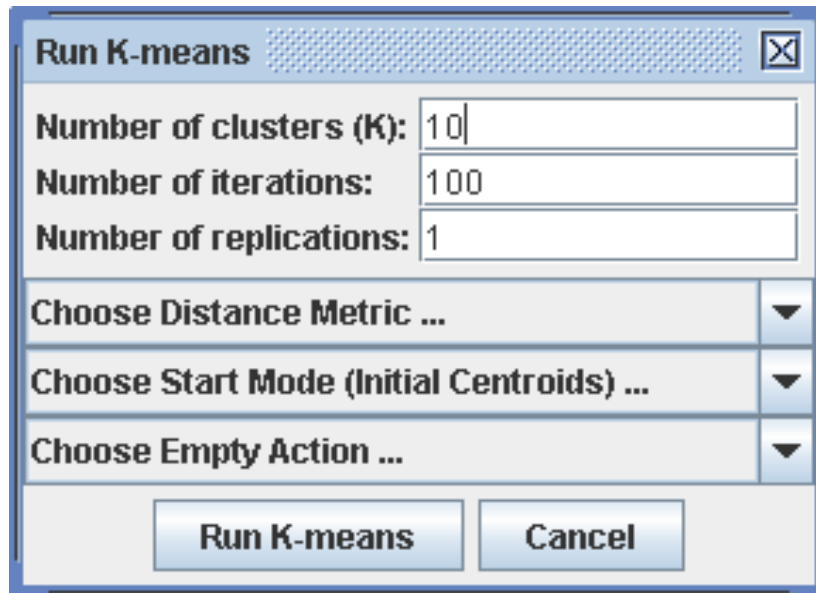 Run K-means
Number of clusters (K): 10
Number of iterations: 100
Number of replications: 1
Choose Distance Metric ...
Choose Start Mode (Initial Centroids) ...
Choose Empty Action ...
Run K-means Cancel